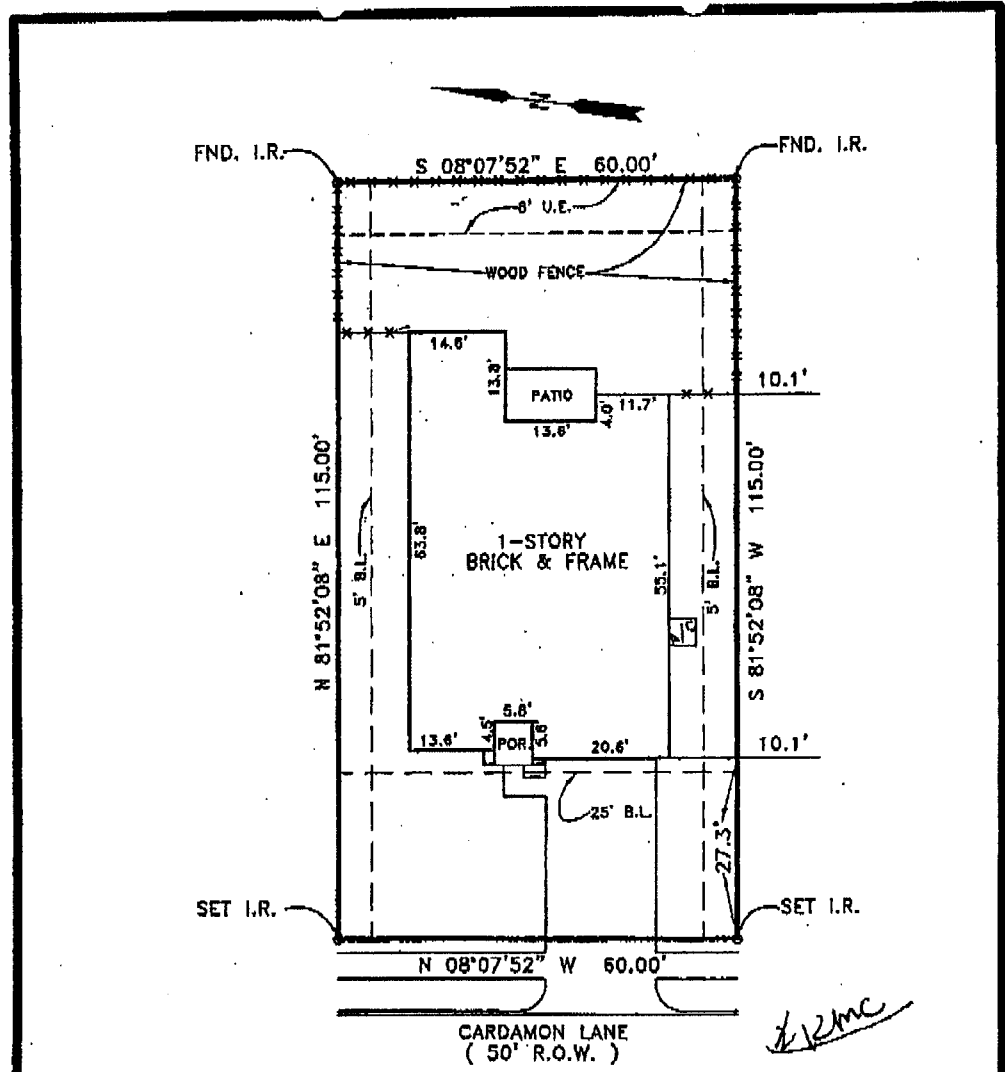 N
FND. I.R.
FND. I.R.
S 08°07'52" E 60.00'
8' U.E.
WOOD FENCE
14.6'
13.8'
PATIO
13.6'
4.0'
11.7'
10.1'
N 81°52'08" E 115.00'
5' B.L.
63.8'
1-STORY
BRICK & FRAME
55.1'
5' B.L.
S 81°52'08" W 115.00'
A/C
5.6'
13.6'
4.5'
POR.
5.6
20.6'
10.1'
25' B.L.
27.3'
SET I.R.
SET I.R.
N 08°07'52" W 60.00'
CARDAMON LANE
( 50' R.O.W. )